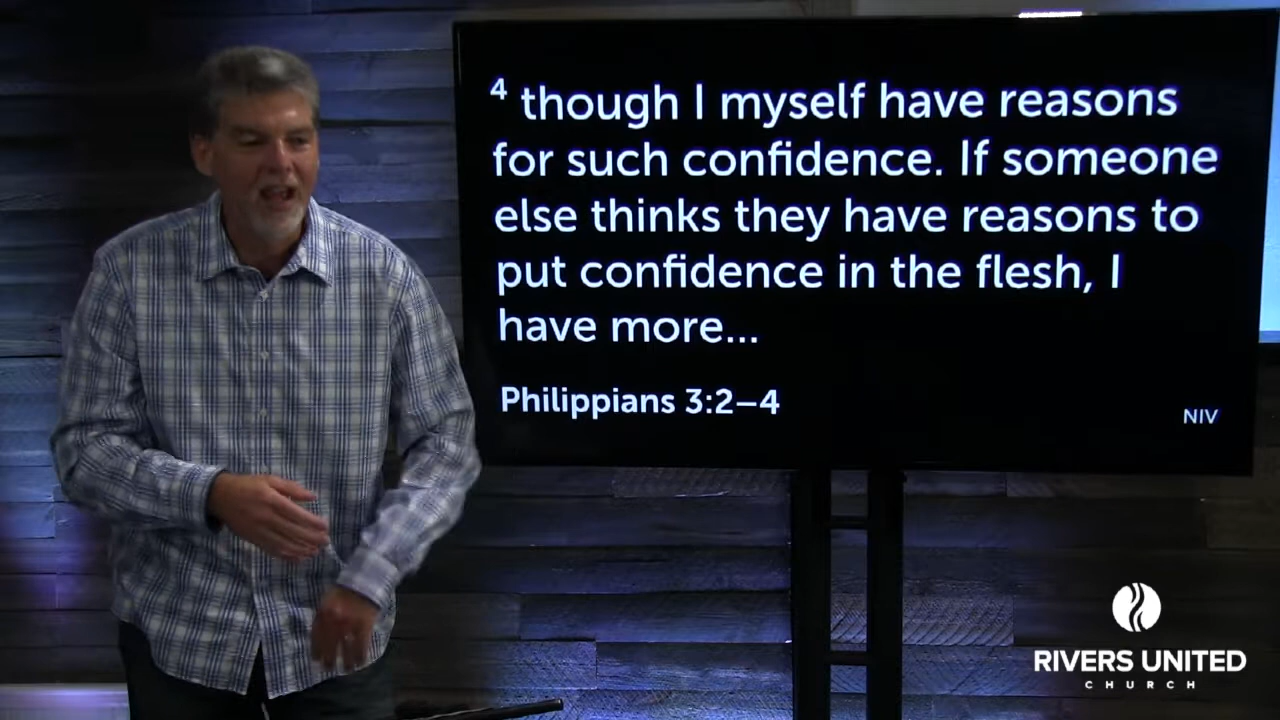 4 though I myself have reasons
for such confidence. If someone
else thinks they have reasons to
put confidence in the flesh, I
have more...
Philippians 3:2–4
NIV
RIVERS UNITED
CHURCH